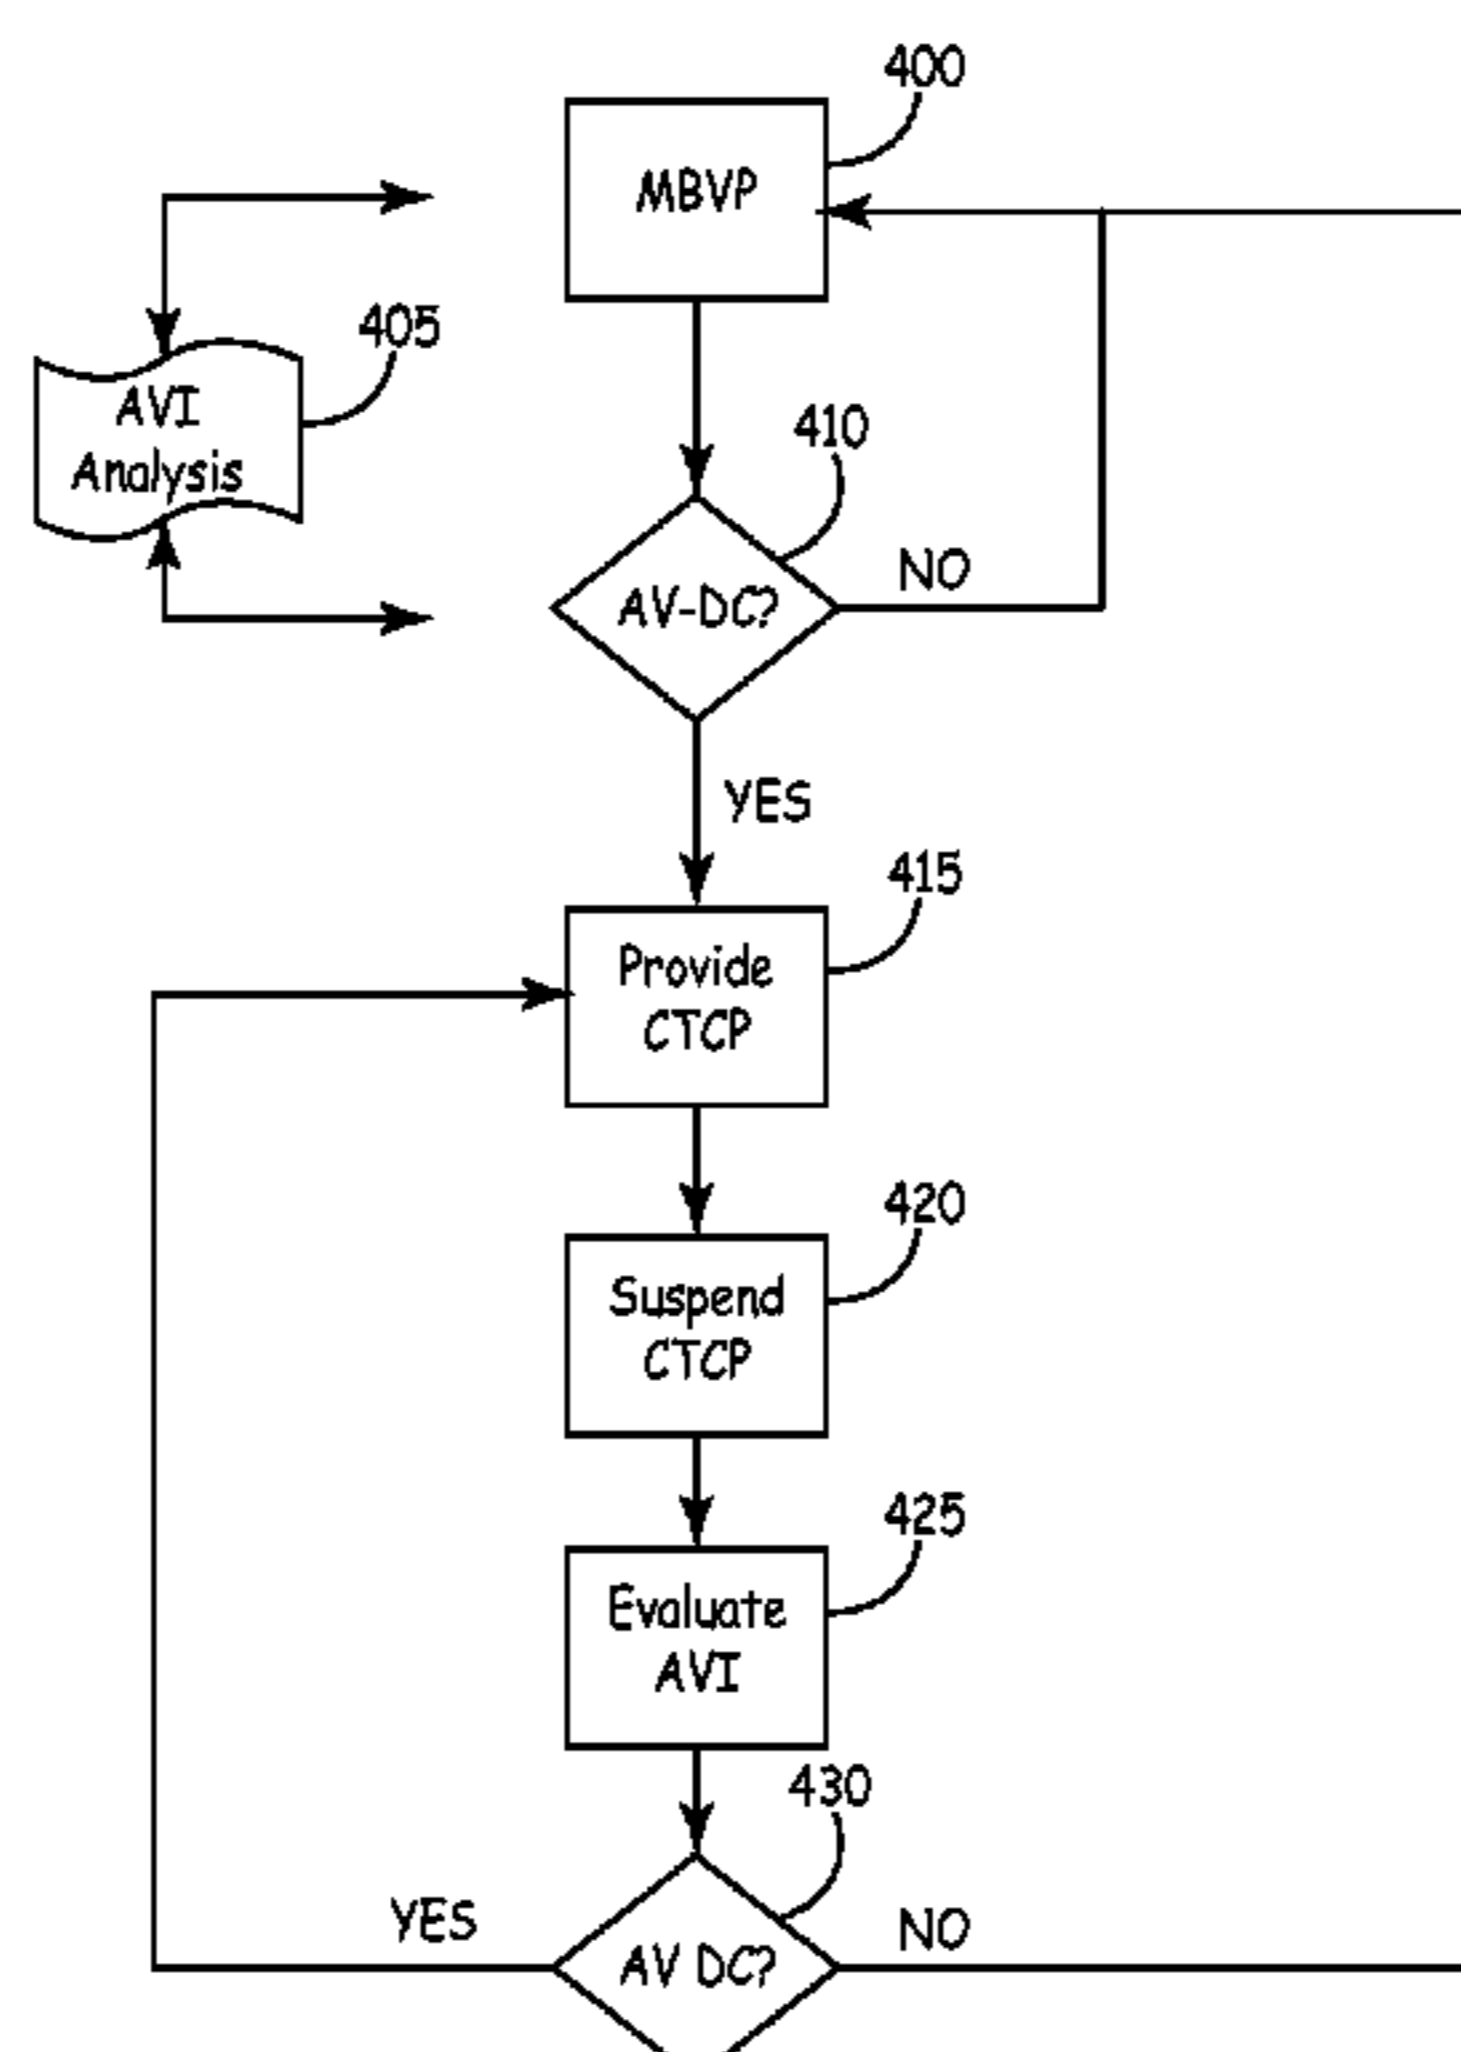 400
MBVP
405
AVI
Analysis
410
AV-DC?
NO
YES
415
Provide
CTCP
420
Suspend
CTCP
425
Evaluate
AVI
430
YES
AV DC?
NO